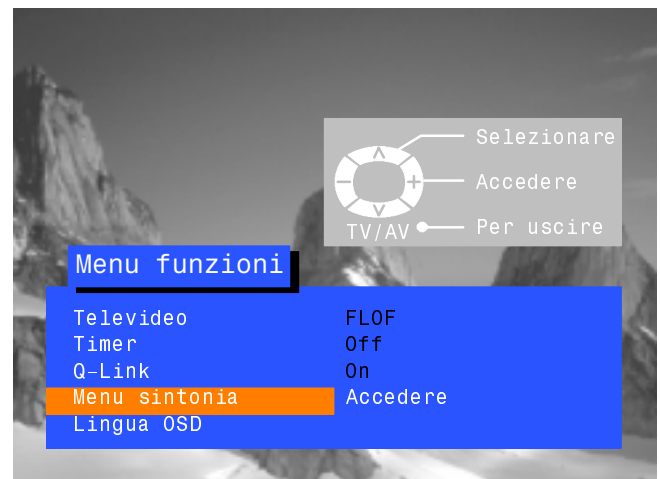 Selezionare
Accedere
TV/AV Per uscire
Menu funzioni
Televideo FLOF
Timer Off
Q-Link On
Menu sintonia Accedere
Lingua OSD